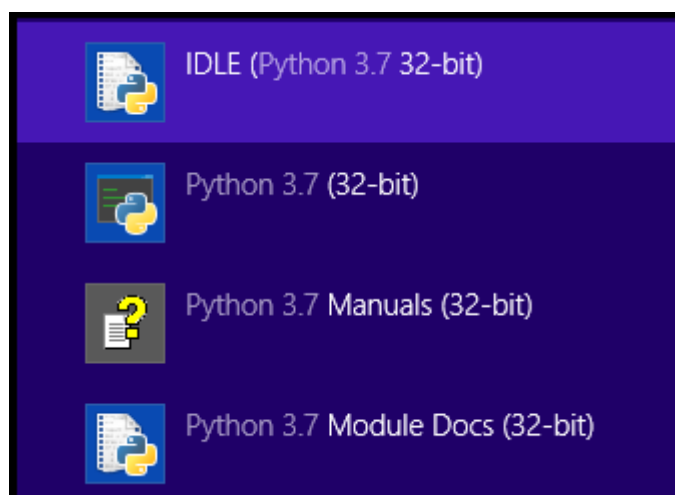 IDLE (Python 3.7 32-bit)
Python 3.7 (32-bit)
Python 3.7 Manuals (32-bit)
Python 3.7 Module Docs (32-bit)